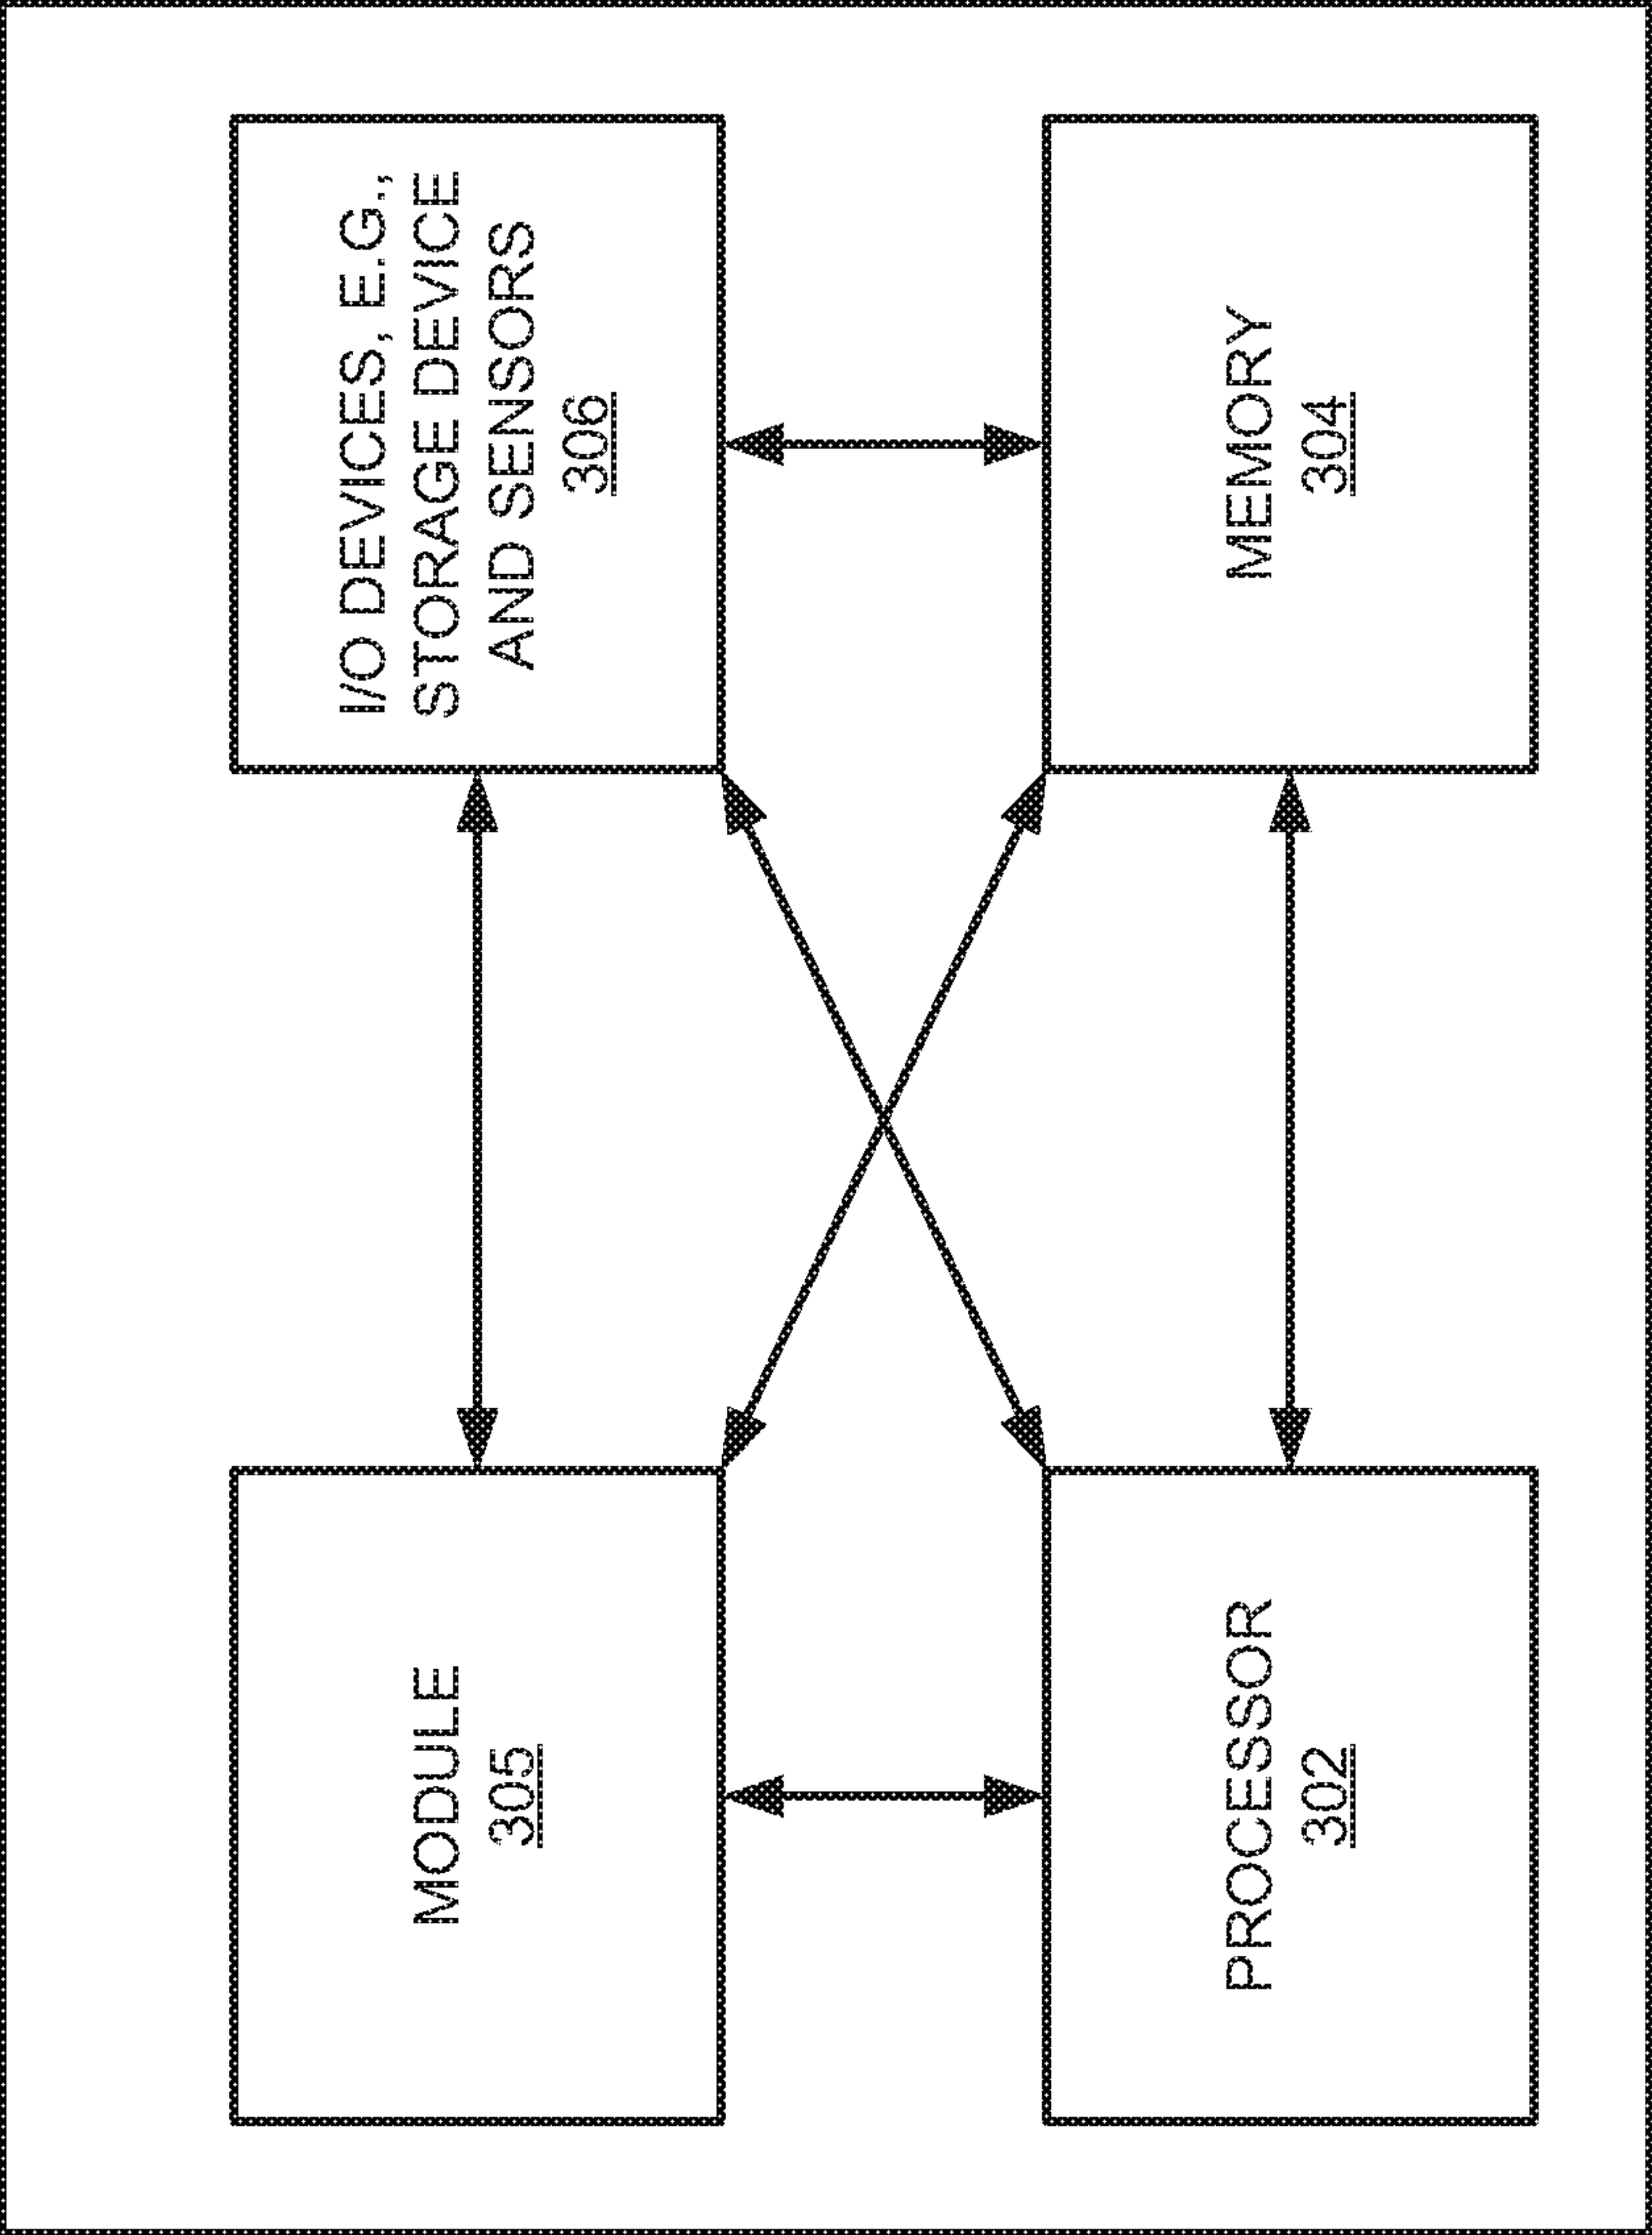 MODULE
305
I/O DEVICES, E.G.,
STORAGE DEVICE
AND SENSORS
306
PROCESSOR
302
MEMORY
304